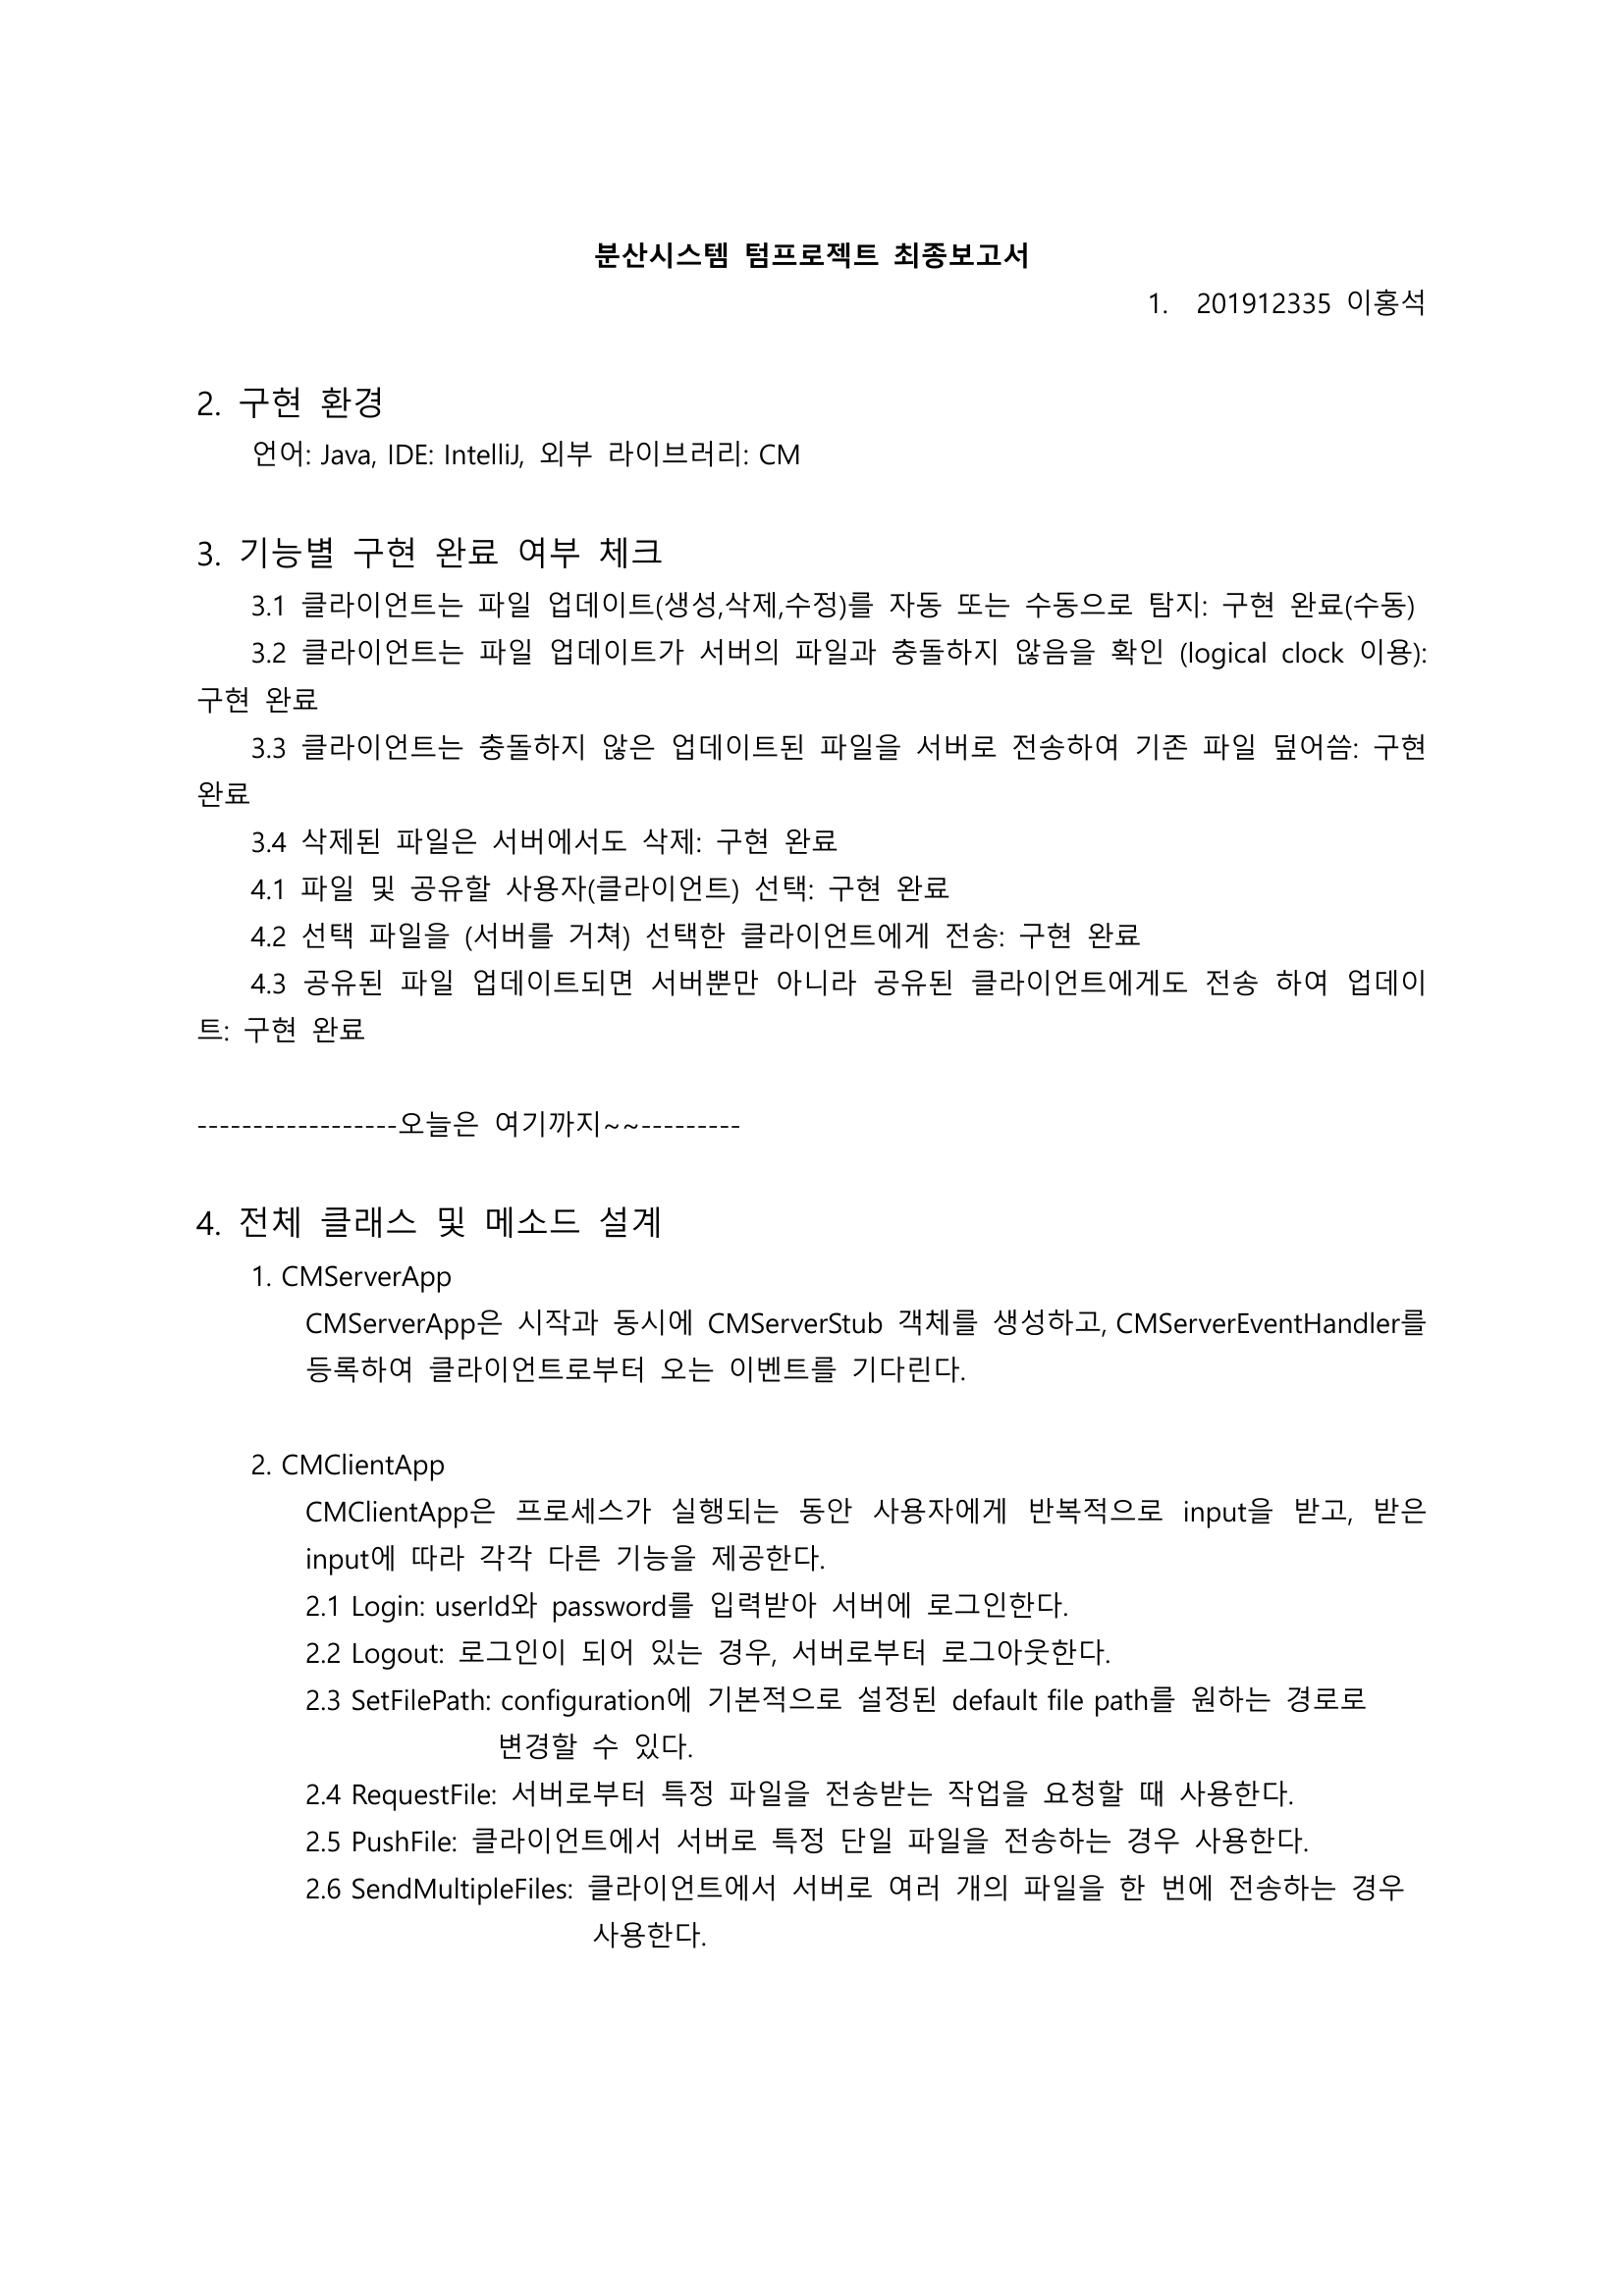 분산시스템 텀프로젝트 최종보고서
1. 201912335 이홍석
2. 구현 환경
언어: Java, IDE: IntelliJ, 외부 라이브러리: CM
3. 기능별 구현 완료 여부 체크
3.1 클라이언트는 파일 업데이트(생성,삭제,수정)를 자동 또는 수동으로 탐지: 구현 완료(수동)
3.2 클라이언트는 파일 업데이트가 서버의 파일과 충돌하지 않음을 확인 (logical clock 이용):
구현 완료
3.3 클라이언트는 충돌하지 않은 업데이트된 파일을 서버로 전송하여 기존 파일 덮어씀: 구현
완료
3.4 삭제된 파일은 서버에서도 삭제: 구현 완료
4.1 파일 및 공유할 사용자(클라이언트) 선택: 구현 완료
4.2 선택 파일을 (서버를 거쳐) 선택한 클라이언트에게 전송: 구현 완료
4.3 공유된 파일 업데이트되면 서버뿐만 아니라 공유된 클라이언트에게도 전송 하여 업데이
트: 구현 완료
------------------오늘은 여기까지~~---------
4. 전체 클래스 및 메소드 설계
1. CMServerApp
CMServerApp은 시작과 동시에 CMServerStub 객체를 생성하고, CMServerEventHandler를
등록하여 클라이언트로부터 오는 이벤트를 기다린다.
2. CMClientApp
CMClientApp은 프로세스가 실행되는 동안 사용자에게 반복적으로 input을 받고, 받은
input에 따라 각각 다른 기능을 제공한다.
2.1 Login: userId와 password를 입력받아 서버에 로그인한다.
2.2 Logout: 로그인이 되어 있는 경우, 서버로부터 로그아웃한다.
2.3 SetFilePath: configuration에 기본적으로 설정된 default file path를 원하는 경로로
변경할 수 있다.
2.4 RequestFile: 서버로부터 특정 파일을 전송받는 작업을 요청할 때 사용한다.
2.5 PushFile: 클라이언트에서 서버로 특정 단일 파일을 전송하는 경우 사용한다.
2.6 SendMultipleFiles: 클라이언트에서 서버로 여러 개의 파일을 한 번에 전송하는 경우
사용한다.